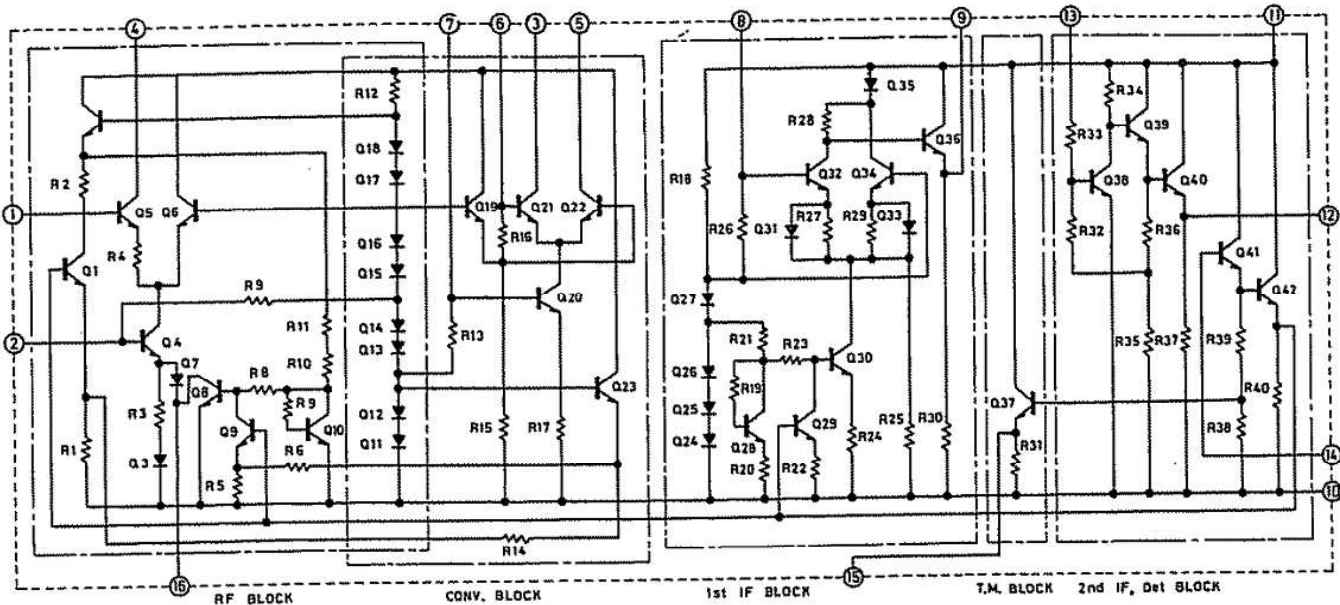 4 7 6 3 5 8 9 13 11
R12 Q35 R34
R28 R33 Q39
Q18 Q36
R2 Q17 R18 Q32 Q34 Q38 Q40
1 Q5 Q6 Q19 Q21 Q22 R27 R29 Q33 R32 R36 12
R4 Q16 R16 R26 Q31
Q1 Q15 Q41
R9 Q20 Q27 Q42
2 Q4 R11 Q14 R13 R21 R23 Q30 R35 R37 R39
Q7 R10 Q13
R8 Q8 R9 Q23 Q26 R19 R40
R3 Q12 Q25 Q37
Q9 Q10 R15 R17 Q28 Q29 R24 R25 R30 R38
R1 Q3 R6 Q11 Q24 R31 14
R5 R20 R22 10
R14
16 15
RF BLOCK CONV. BLOCK 1st IF BLOCK T.M. BLOCK 2nd IF, Det BLOCK